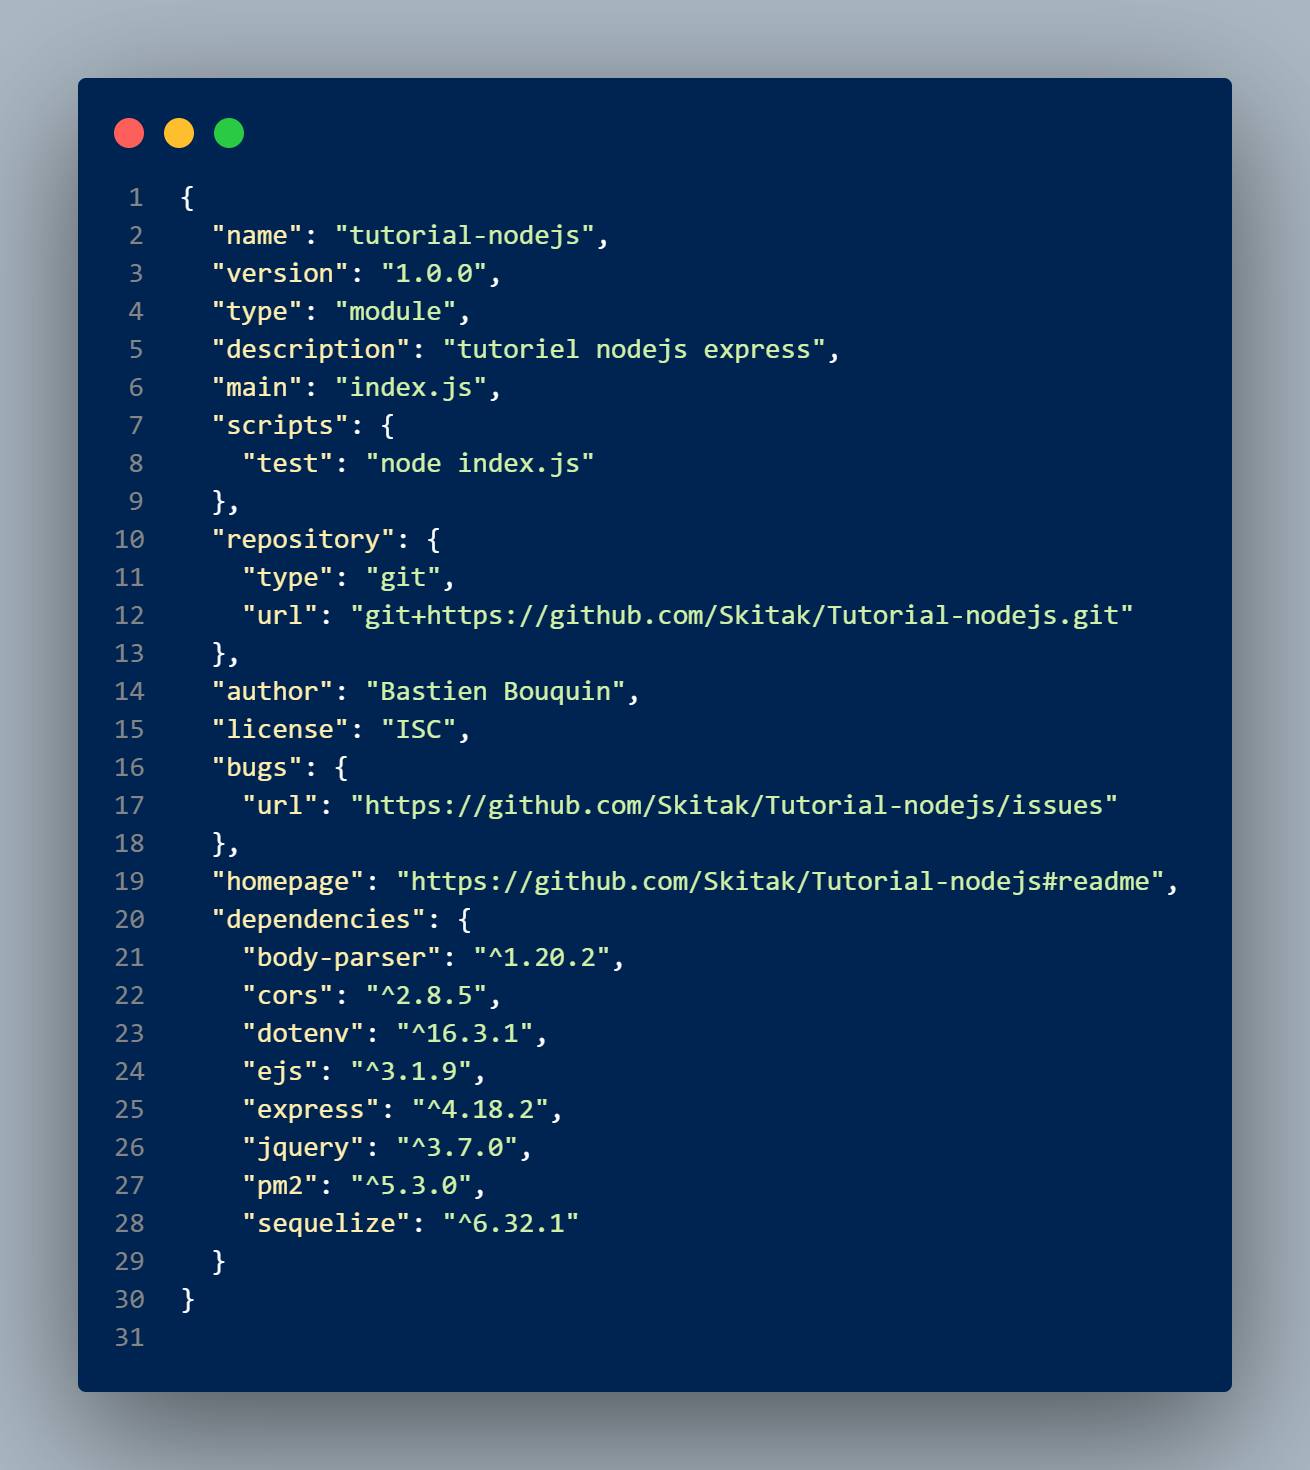 1 {
2   "name": "tutorial-nodejs",
3   "version": "1.0.0",
4   "type": "module",
5   "description": "tutoriel nodejs express",
6   "main": "index.js",
7   "scripts": {
8     "test": "node index.js"
9   },
10   "repository": {
11     "type": "git",
12     "url": "git+https://github.com/Skitak/Tutorial-nodejs.git"
13   },
14   "author": "Bastien Bouquin",
15   "license": "ISC",
16   "bugs": {
17     "url": "https://github.com/Skitak/Tutorial-nodejs/issues"
18   },
19   "homepage": "https://github.com/Skitak/Tutorial-nodejs#readme",
20   "dependencies": {
21     "body-parser": "^1.20.2",
22     "cors": "^2.8.5",
23     "dotenv": "^16.3.1",
24     "ejs": "^3.1.9",
25     "express": "^4.18.2",
26     "jquery": "^3.7.0",
27     "pm2": "^5.3.0",
28     "sequelize": "^6.32.1"
29   }
30 }
31